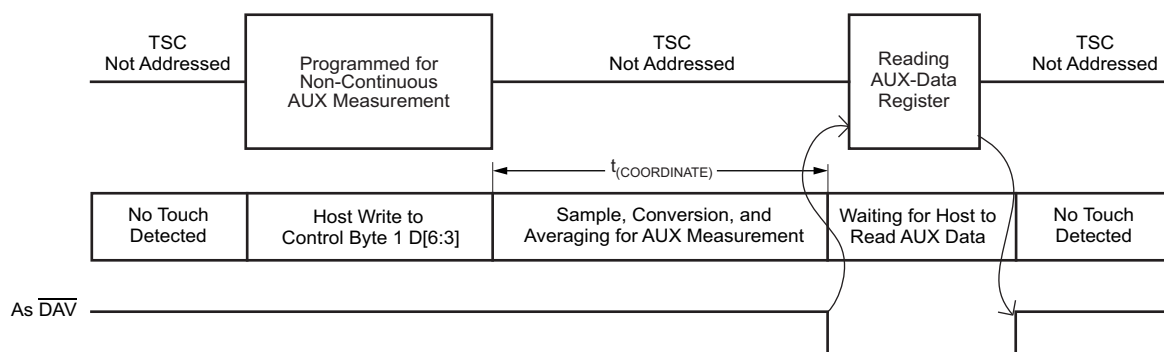 TSC
Not Addressed
Programmed for
Non-Continuous
AUX Measurement
TSC
Not Addressed
Reading
AUX-Data
Register
TSC
Not Addressed
t(COORDINATE)
No Touch
Detected
Host Write to
Control Byte 1 D[6:3]
Sample, Conversion, and
Averaging for AUX Measurement
Waiting for Host to
Read AUX Data
No Touch
Detected
As DAV